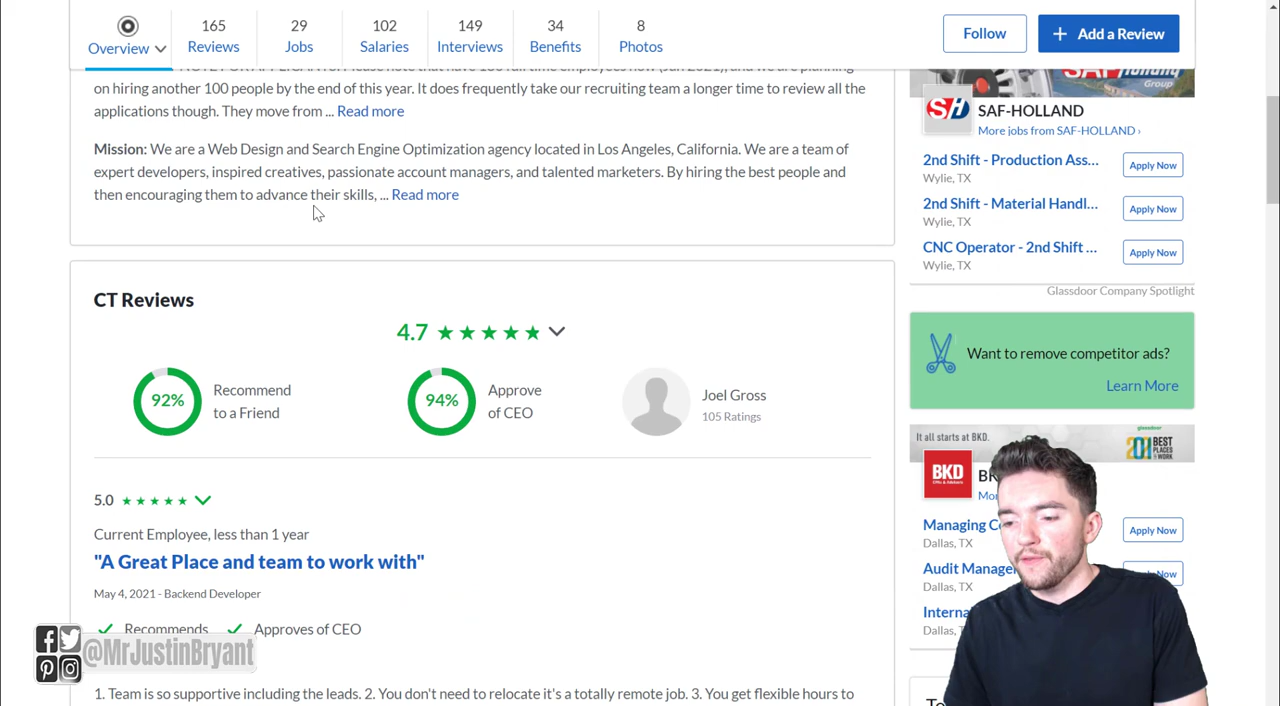 Overview
165
Reviews
29
Jobs
102
Salaries
149
Interviews
34
Benefits
8
Photos
Follow
+ Add a Review
on hiring another 100 people by the end of this year. It does frequently take our recruiting team a longer time to review all the
applications though. They move from ... Read more
Mission: We are a Web Design and Search Engine Optimization agency located in Los Angeles, California. We are a team of
expert developers, inspired creatives, passionate account managers, and talented marketers. By hiring the best people and
then encouraging them to advance their skills, ... Read more
CT Reviews
4.7
92%
Recommend
to a Friend
94%
Approve
of CEO
Joel Gross
105 Ratings
5.0
Current Employee, less than 1 year
"A Great Place and team to work with"
May 4, 2021 - Backend Developer
Recommends
Approves of CEO
@MrJustinBryant
1. Team is so supportive including the leads. 2. You don't need to relocate it's a totally remote job. 3. You get flexible hours to
Group
SH
SAF-HOLLAND
More jobs from SAF-HOLLAND ›
2nd Shift - Production Ass...
Apply Now
Wylie, TX
2nd Shift - Material Handl...
Apply Now
Wylie, TX
CNC Operator - 2nd Shift ...
Apply Now
Wylie, TX
Glassdoor Company Spotlight
Want to remove competitor ads?
Learn More
It all starts at BKD.
glassdoor
BEST
PLACES
WORK
BKD
Managing
Apply Now
Dallas, TX
Audit Manage
Now
Dallas, TX
Dallas,